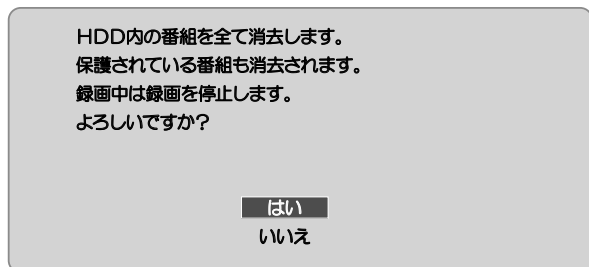 HDD内の番組を全て消去します。
保護されている番組も消去されます。
録画中は録画を停止します。
よろしいですか?
はい
いいえ